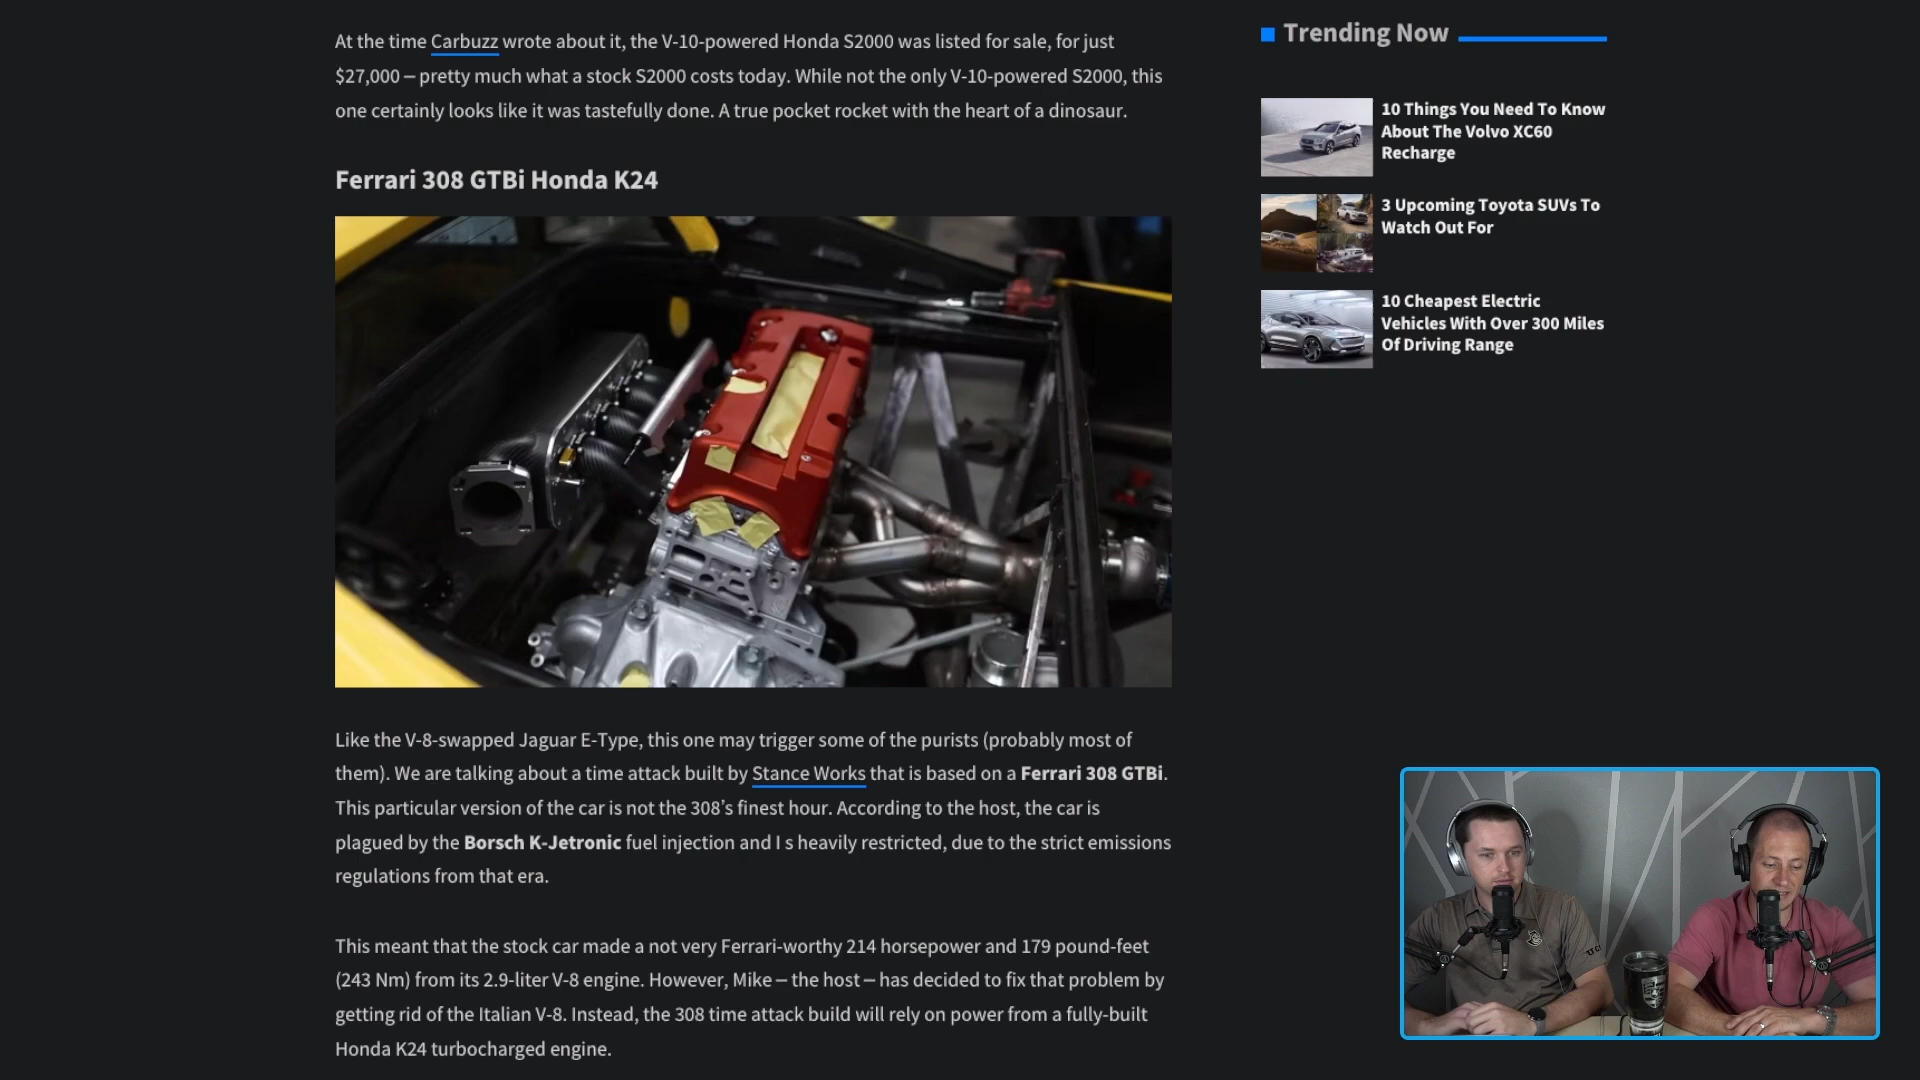 At the time Carbuzz wrote about it, the V-10-powered Honda S2000 was listed for sale, for just
$27,000 – pretty much what a stock S2000 costs today. While not the only V-10-powered S2000, this
one certainly looks like it was tastefully done. A true pocket rocket with the heart of a dinosaur.
Ferrari 308 GTBi Honda K24
Like the V-8-swapped Jaguar E-Type, this one may trigger some of the purists (probably most of
them). We are talking about a time attack built by Stance Works that is based on a Ferrari 308 GTBi.
This particular version of the car is not the 308’s finest hour. According to the host, the car is
plagued by the Borsch K-Jetronic fuel injection and I s heavily restricted, due to the strict emissions
regulations from that era.
This meant that the stock car made a not very Ferrari-worthy 214 horsepower and 179 pound-feet
(243 Nm) from its 2.9-liter V-8 engine. However, Mike – the host – has decided to fix that problem by
getting rid of the Italian V-8. Instead, the 308 time attack build will rely on power from a fully-built
Honda K24 turbocharged engine.
Trending Now
10 Things You Need To Know
About The Volvo XC60
Recharge
3 Upcoming Toyota SUVs To
Watch Out For
10 Cheapest Electric
Vehicles With Over 300 Miles
Of Driving Range